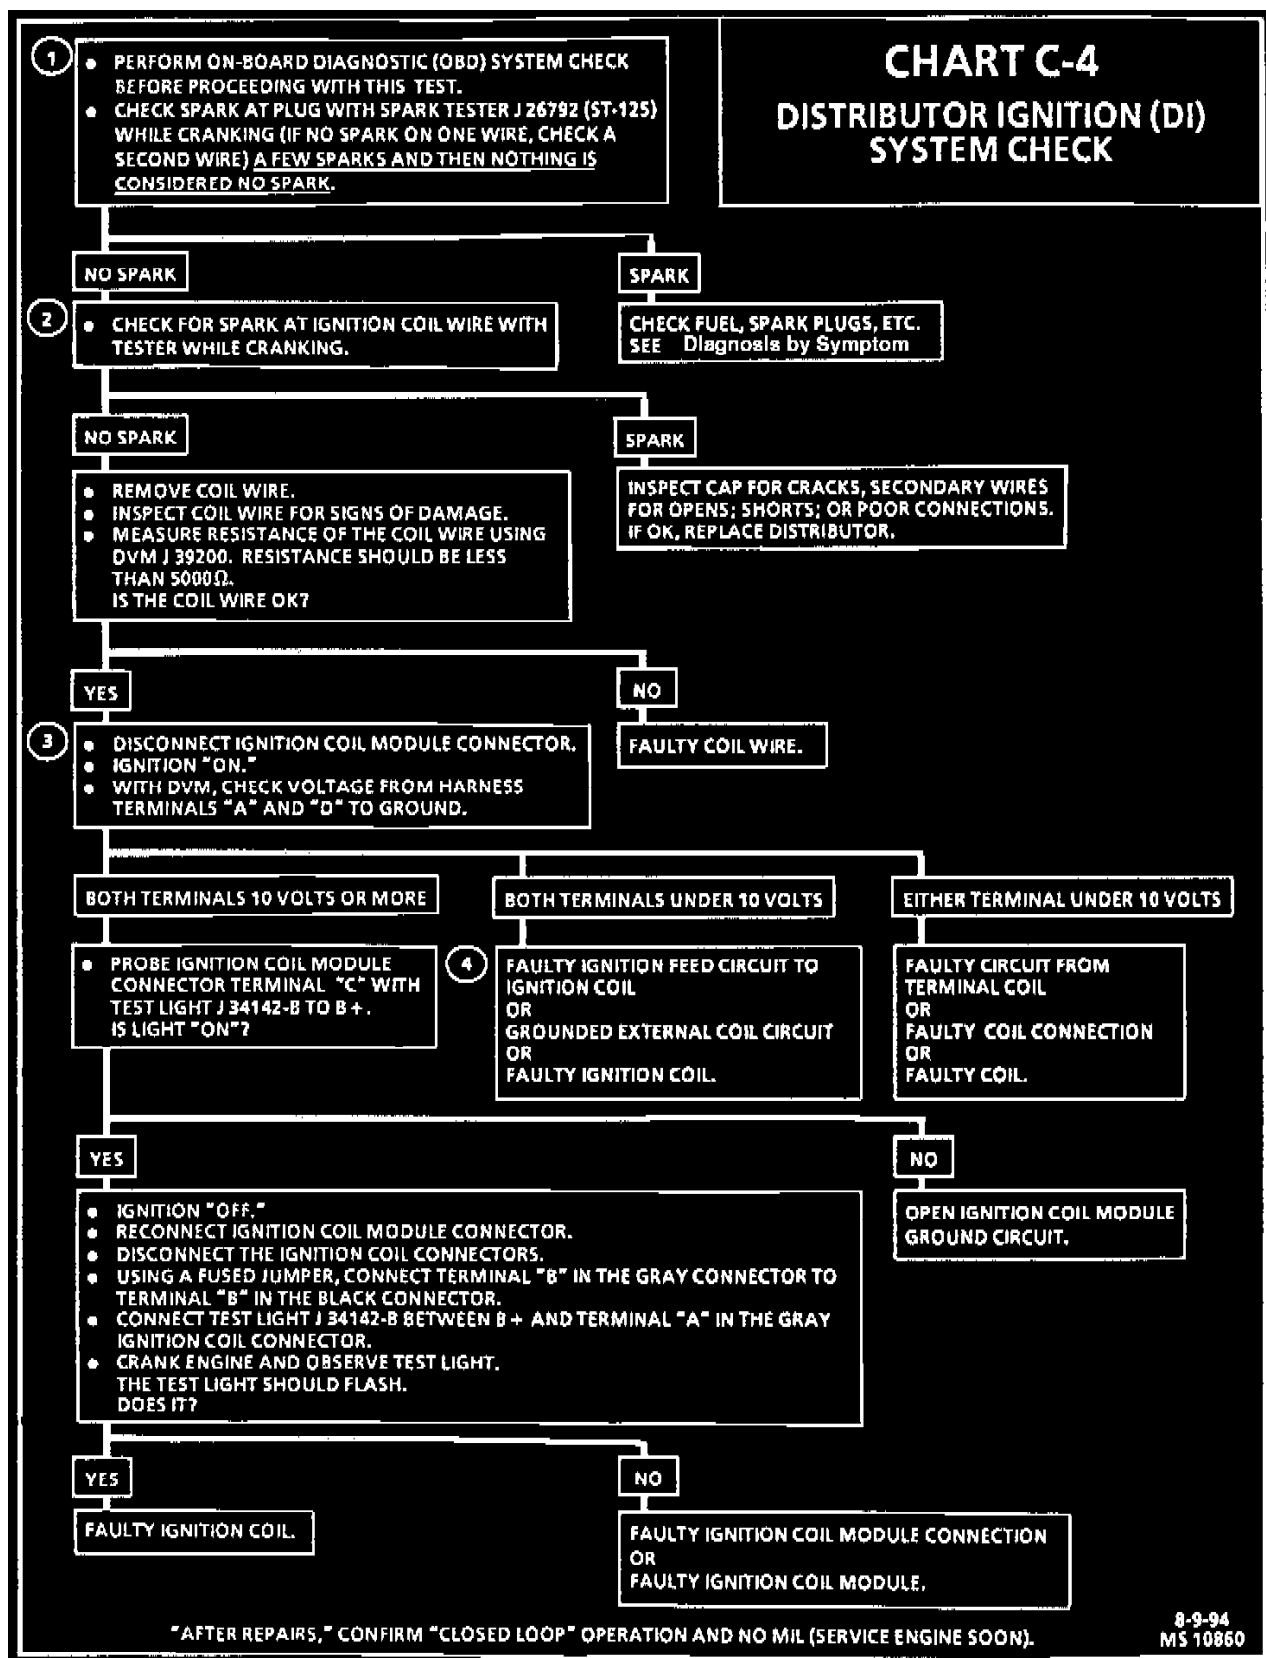 1
• PERFORM ON-BOARD DIAGNOSTIC (OBD) SYSTEM CHECK
BEFORE PROCEEDING WITH THIS TEST.
• CHECK SPARK AT PLUG WITH SPARK TESTER J 26792 (ST-125)
WHILE CRANKING (IF NO SPARK ON ONE WIRE, CHECK A
SECOND WIRE) A FEW SPARKS AND THEN NOTHING IS
CONSIDERED NO SPARK.
CHART C-4
DISTRIBUTOR IGNITION (DI)
SYSTEM CHECK
NO SPARK
SPARK
2
• CHECK FOR SPARK AT IGNITION COIL WIRE WITH
TESTER WHILE CRANKING.
CHECK FUEL, SPARK PLUGS, ETC.
SEE Diagnosis by Symptom
NO SPARK
SPARK
• REMOVE COIL WIRE.
• INSPECT COIL WIRE FOR SIGNS OF DAMAGE.
• MEASURE RESISTANCE OF THE COIL WIRE USING
DVM J 39200. RESISTANCE SHOULD BE LESS
THAN 5000Ω.
IS THE COIL WIRE OK?
INSPECT CAP FOR CRACKS, SECONDARY WIRES
FOR OPENS; SHORTS; OR POOR CONNECTIONS.
IF OK, REPLACE DISTRIBUTOR.
YES
NO
3
• DISCONNECT IGNITION COIL MODULE CONNECTOR.
• IGNITION "ON."
• WITH DVM, CHECK VOLTAGE FROM HARNESS
TERMINALS "A" AND "D" TO GROUND.
FAULTY COIL WIRE.
BOTH TERMINALS 10 VOLTS OR MORE
BOTH TERMINALS UNDER 10 VOLTS
EITHER TERMINAL UNDER 10 VOLTS
• PROBE IGNITION COIL MODULE
CONNECTOR TERMINAL "C" WITH
TEST LIGHT J 34142-B TO B+.
IS LIGHT "ON"?
4
FAULTY IGNITION FEED CIRCUIT TO
IGNITION COIL
OR
GROUNDED EXTERNAL COIL CIRCUIT
OR
FAULTY IGNITION COIL.
FAULTY CIRCUIT FROM
TERMINAL COIL
OR
FAULTY COIL CONNECTION
OR
FAULTY COIL.
YES
NO
• IGNITION "OFF."
• RECONNECT IGNITION COIL MODULE CONNECTOR.
• DISCONNECT THE IGNITION COIL CONNECTORS.
• USING A FUSED JUMPER, CONNECT TERMINAL "B" IN THE GRAY CONNECTOR TO
TERMINAL "B" IN THE BLACK CONNECTOR.
• CONNECT TEST LIGHT J 34142-B BETWEEN B+ AND TERMINAL "A" IN THE GRAY
IGNITION COIL CONNECTOR.
• CRANK ENGINE AND OBSERVE TEST LIGHT.
THE TEST LIGHT SHOULD FLASH.
DOES IT?
OPEN IGNITION COIL MODULE
GROUND CIRCUIT.
YES
NO
FAULTY IGNITION COIL.
FAULTY IGNITION COIL MODULE CONNECTION
OR
FAULTY IGNITION COIL MODULE.
"AFTER REPAIRS," CONFIRM "CLOSED LOOP" OPERATION AND NO MIL (SERVICE ENGINE SOON).
8-9-94
MS 10860